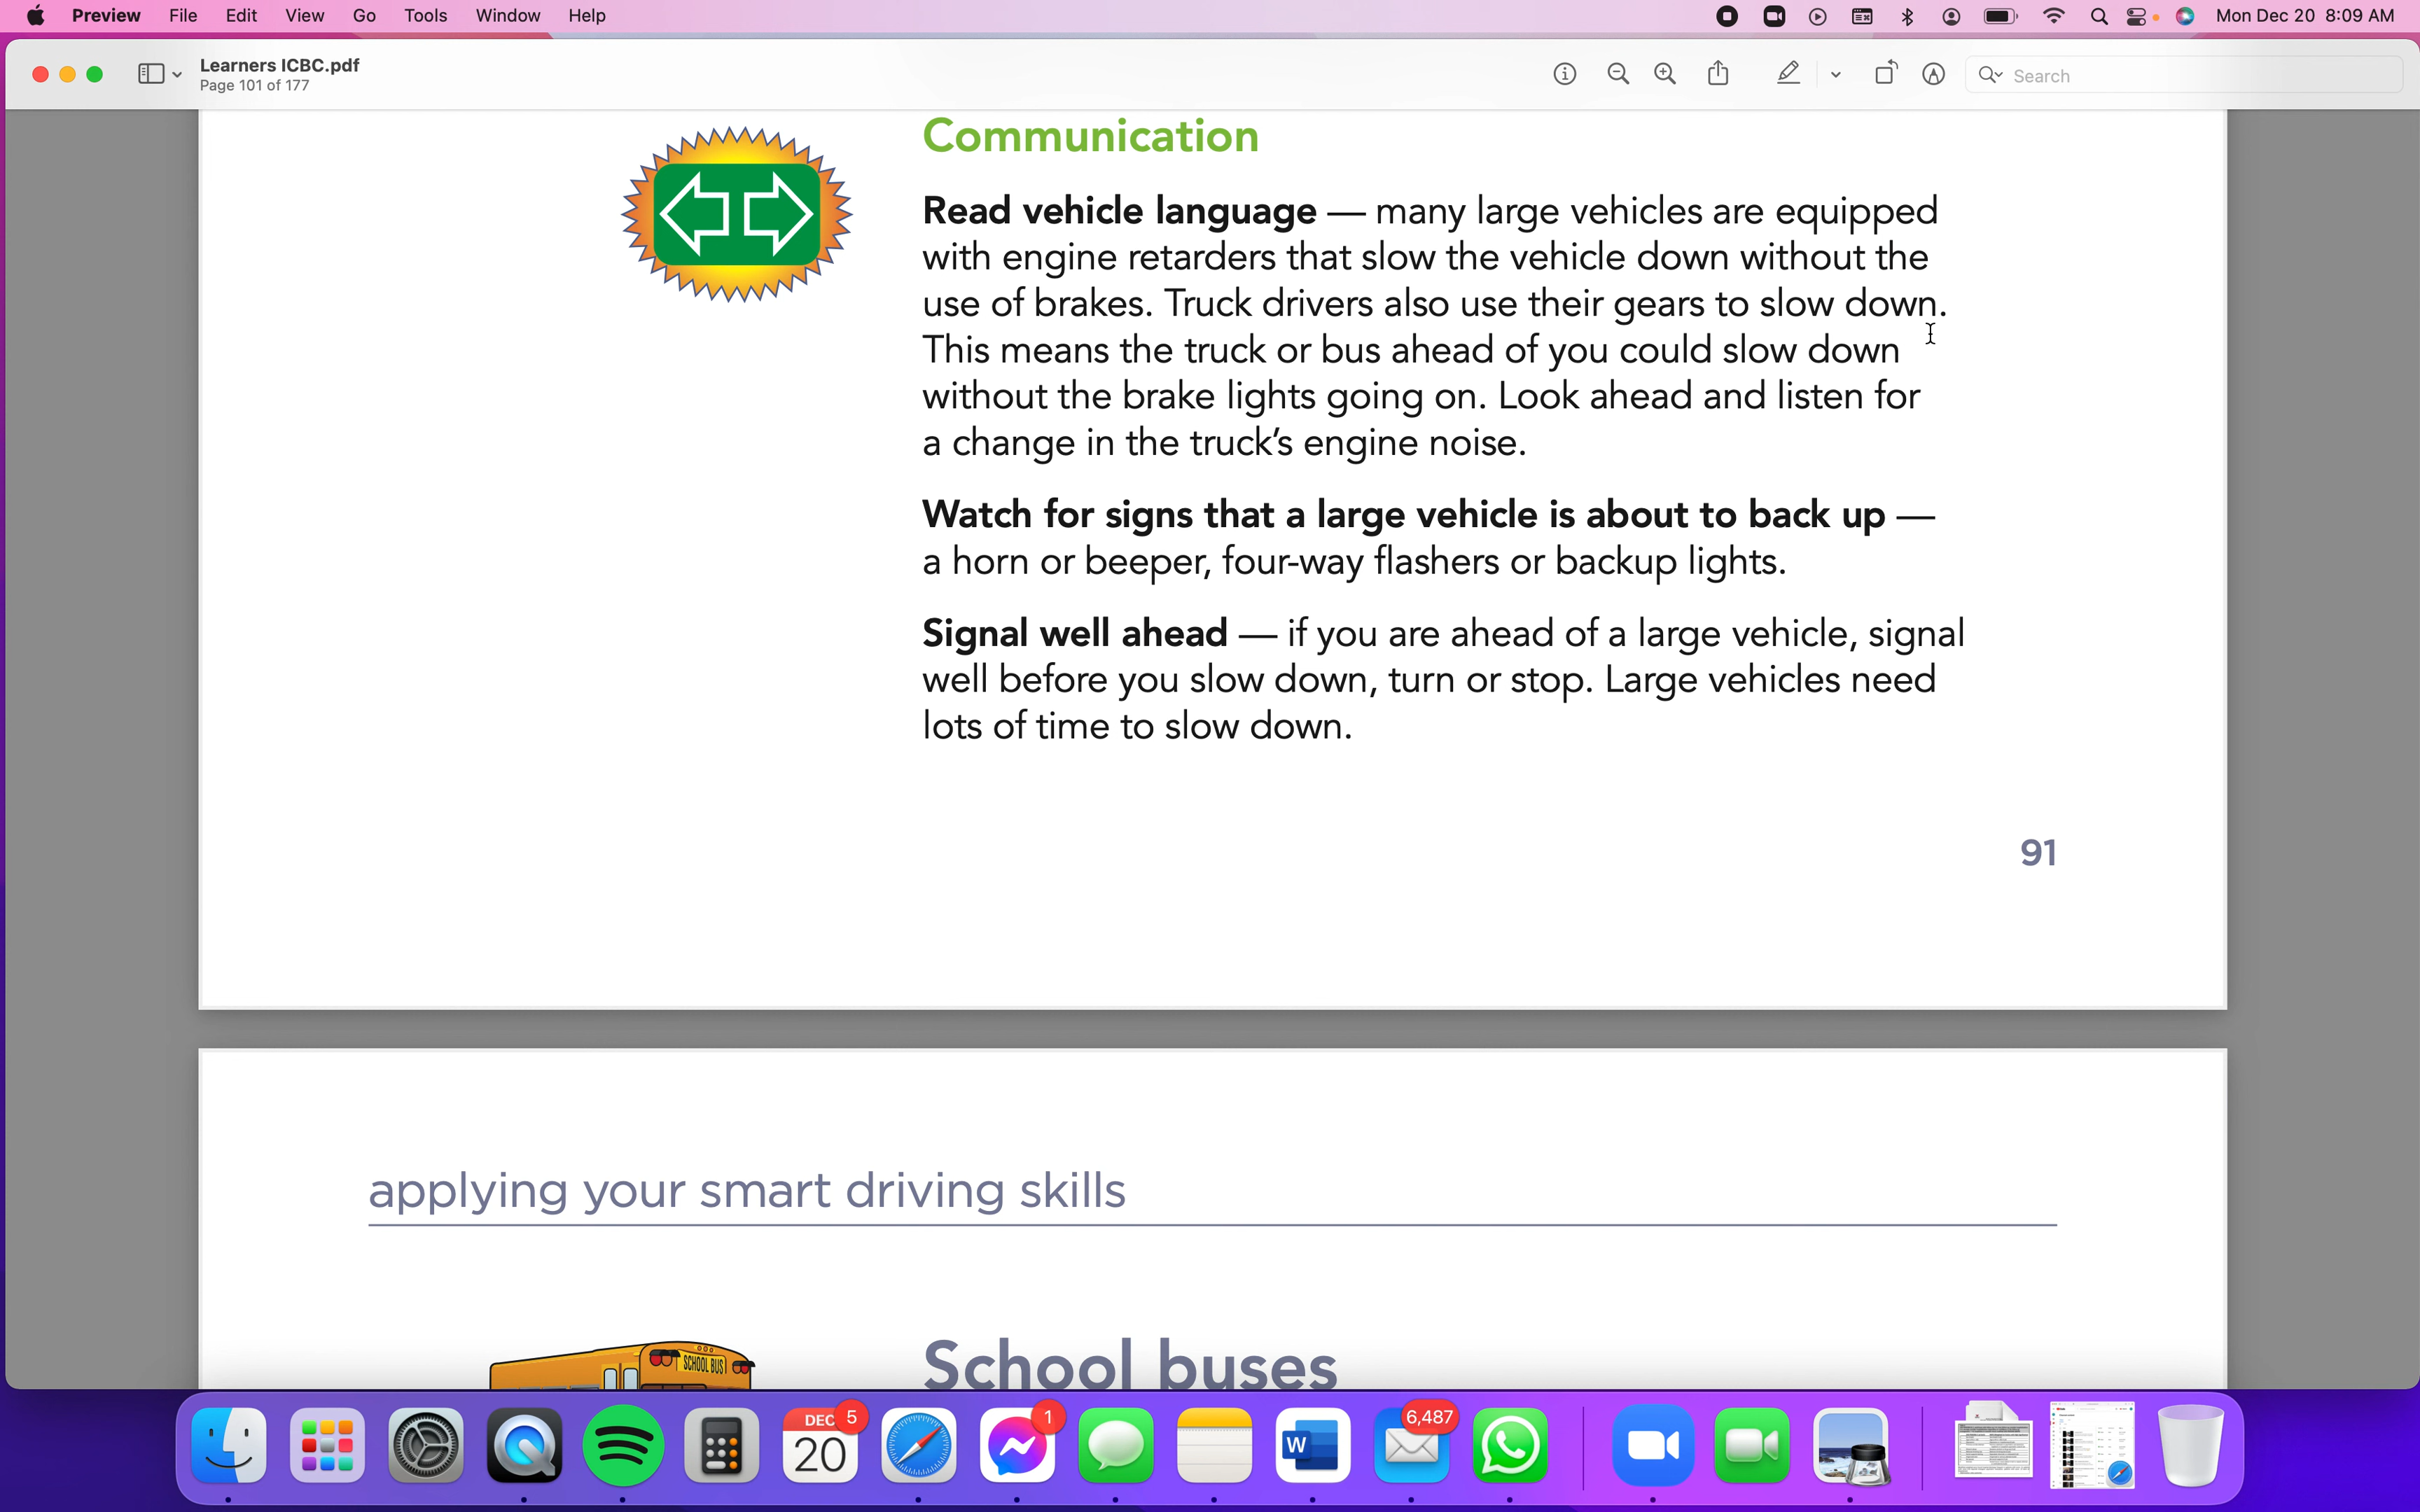 Preview File Edit View Go Tools Window Help
Mon Dec 20 8:09 AM
Learners ICBC.pdf
Page 101 of 177
Search
Communication
Read vehicle language — many large vehicles are equipped
with engine retarders that slow the vehicle down without the
use of brakes. Truck drivers also use their gears to slow down.
This means the truck or bus ahead of you could slow down
without the brake lights going on. Look ahead and listen for
a change in the truck’s engine noise.
Watch for signs that a large vehicle is about to back up —
a horn or beeper, four-way flashers or backup lights.
Signal well ahead — if you are ahead of a large vehicle, signal
well before you slow down, turn or stop. Large vehicles need
lots of time to slow down.
91
applying your smart driving skills
SCHOOL BUS
School buses
DEC 5
20
1
W
6,487